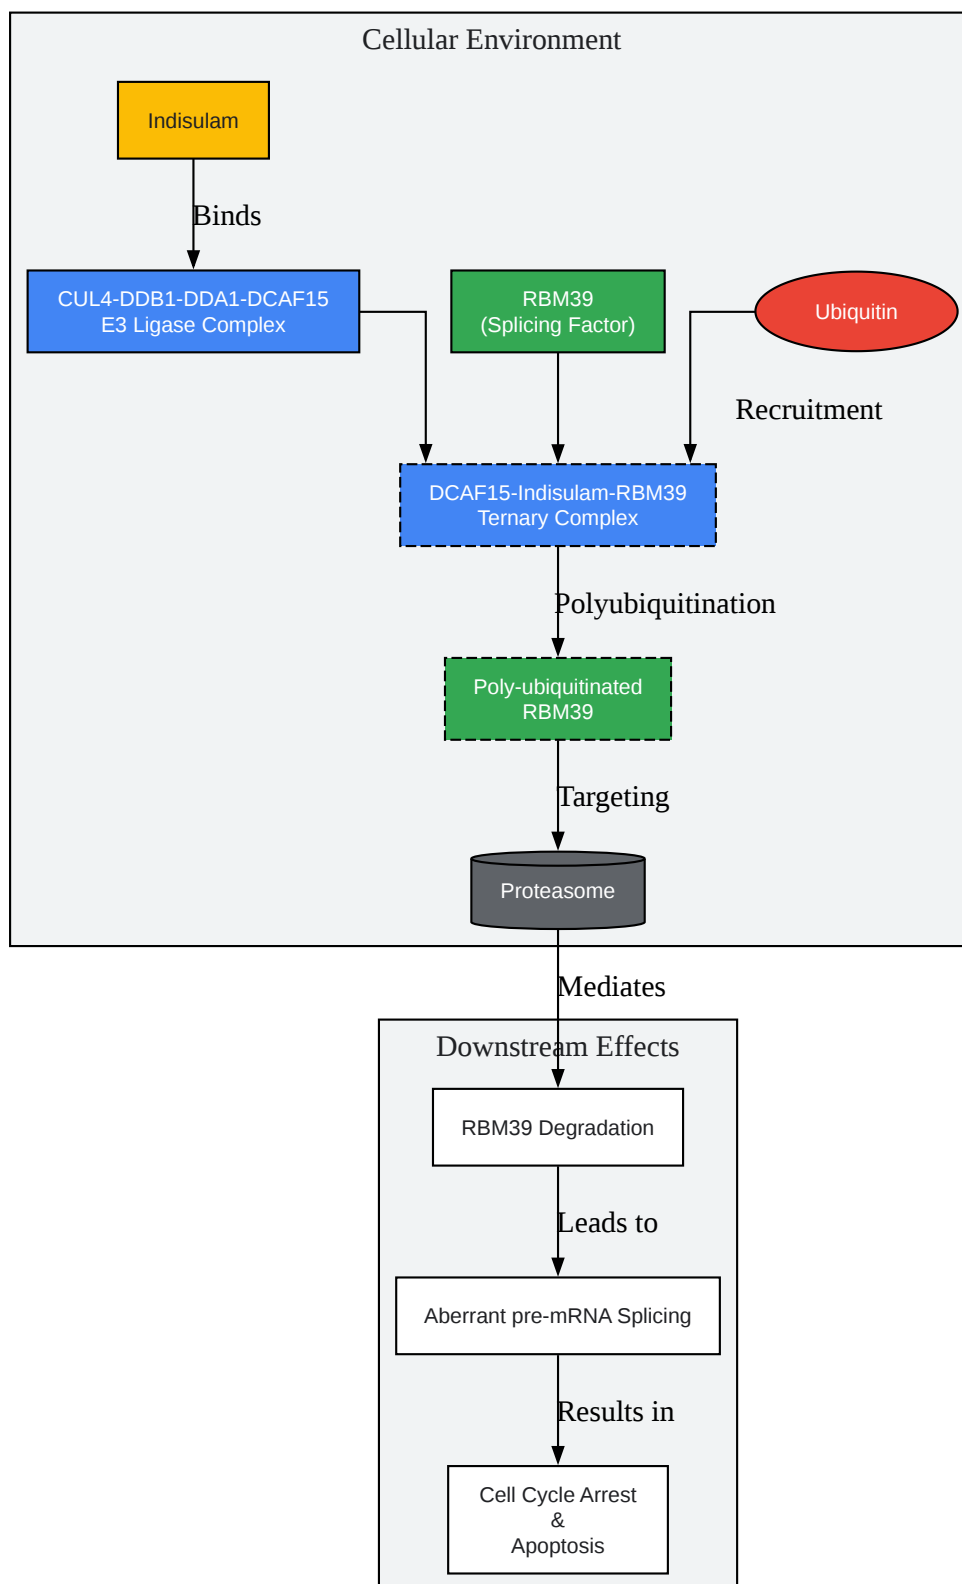 Cellular Environment
Indisulam
Binds
CUL4-DDB1-DDA1-DCAF15
E3 Ligase Complex
RBM39
(Splicing Factor)
Ubiquitin
Recruitment
DCAF15-Indisulam-RBM39
Ternary Complex
Polyubiquitination
Poly-ubiquitinated
RBM39
Targeting
Proteasome
Mediates
Downstream Effects
RBM39 Degradation
Leads to
Aberrant pre-mRNA Splicing
Results in
Cell Cycle Arrest
&
Apoptosis